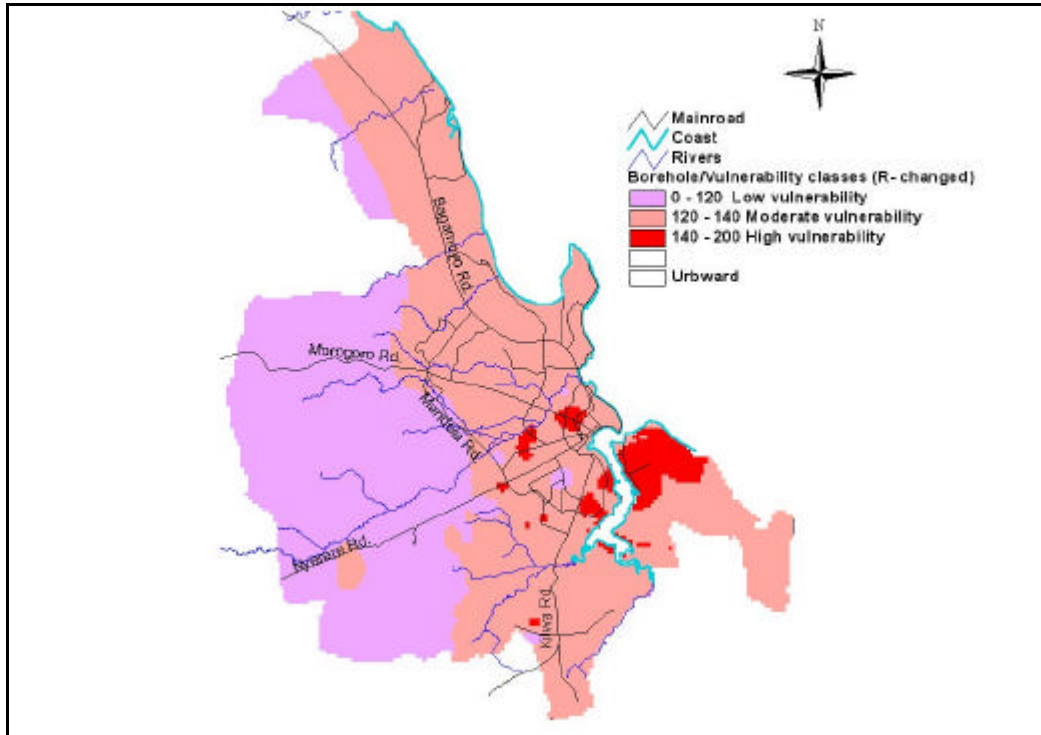 N
Mainroad
Coast
Rivers
Borehole/Vulnerability classes (R- changed)
0 - 120 Low vulnerability
120 - 140 Moderate vulnerability
140 - 200 High vulnerability
Urbward
Bagamoyo Rd.
Morogoro Rd.
Mandela Rd.
Nyerere Rd.
Kilwa Rd.